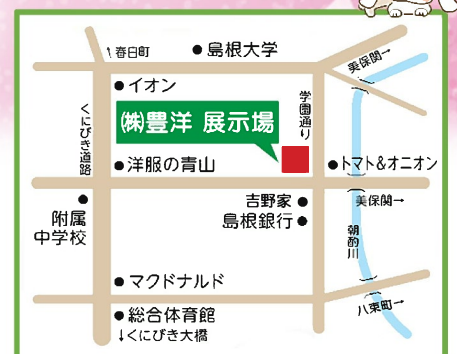 ↑春日町
●島根大学
美保関→
●イオン
学園通り
くにびき道路
㈱豊洋 展示場
●洋服の青山
●トマト&オニオン
吉野家●
美保関→
附属
中学校
島根銀行●
朝酌川
●マクドナルド
八束町→
●総合体育館
↓くにびき大橋